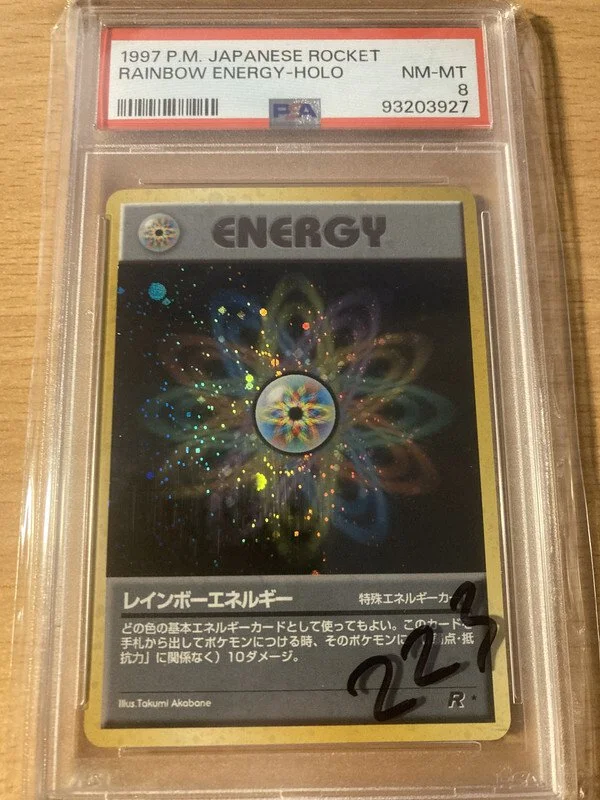 1997 P.M. JAPANESE ROCKET
RAINBOW ENERGY-HOLO NM-MT
8
PSA 93203927
ENERGY
レインボーエネルギー 特殊エネルギーカー
どの色の基本エネルギーカードとして使ってもよい。このカードを
手札から出してポケモンにつける時、そのポケモンに 点・抵
抗力」に関係なく）10ダメージ。
223
Illus.Takumi Akabane R